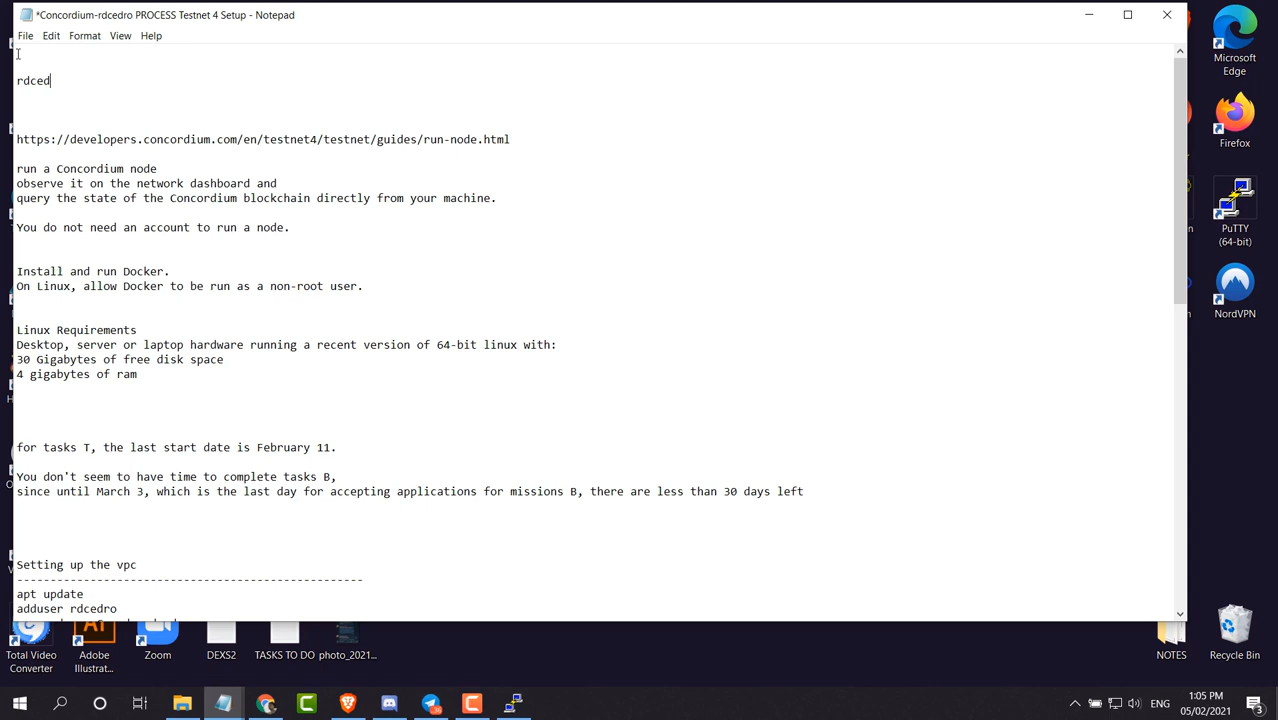 *Concordium-rdcedro PROCESS Testnet 4 Setup - Notepad
File Edit Format View Help
rdced
https://developers.concordium.com/en/testnet4/testnet/guides/run-node.html
run a Concordium node
observe it on the network dashboard and
query the state of the Concordium blockchain directly from your machine.
You do not need an account to run a node.
Install and run Docker.
On Linux, allow Docker to be run as a non-root user.
Linux Requirements
Desktop, server or laptop hardware running a recent version of 64-bit linux with:
30 Gigabytes of free disk space
4 gigabytes of ram
for tasks T, the last start date is February 11.
You don't seem to have time to complete tasks B,
since until March 3, which is the last day for accepting applications for missions B, there are less than 30 days left
Setting up the vpc
----------------------------------------------------
apt update
adduser rdcedro
Microsoft
Edge
Firefox
PuTTY
(64-bit)
NordVPN
Total Video
Converter
Adobe
Illustrat...
Zoom
DEXS2
TASKS TO DO
photo_2021...
NOTES
Recycle Bin
ENG
1:05 PM
05/02/2021
3